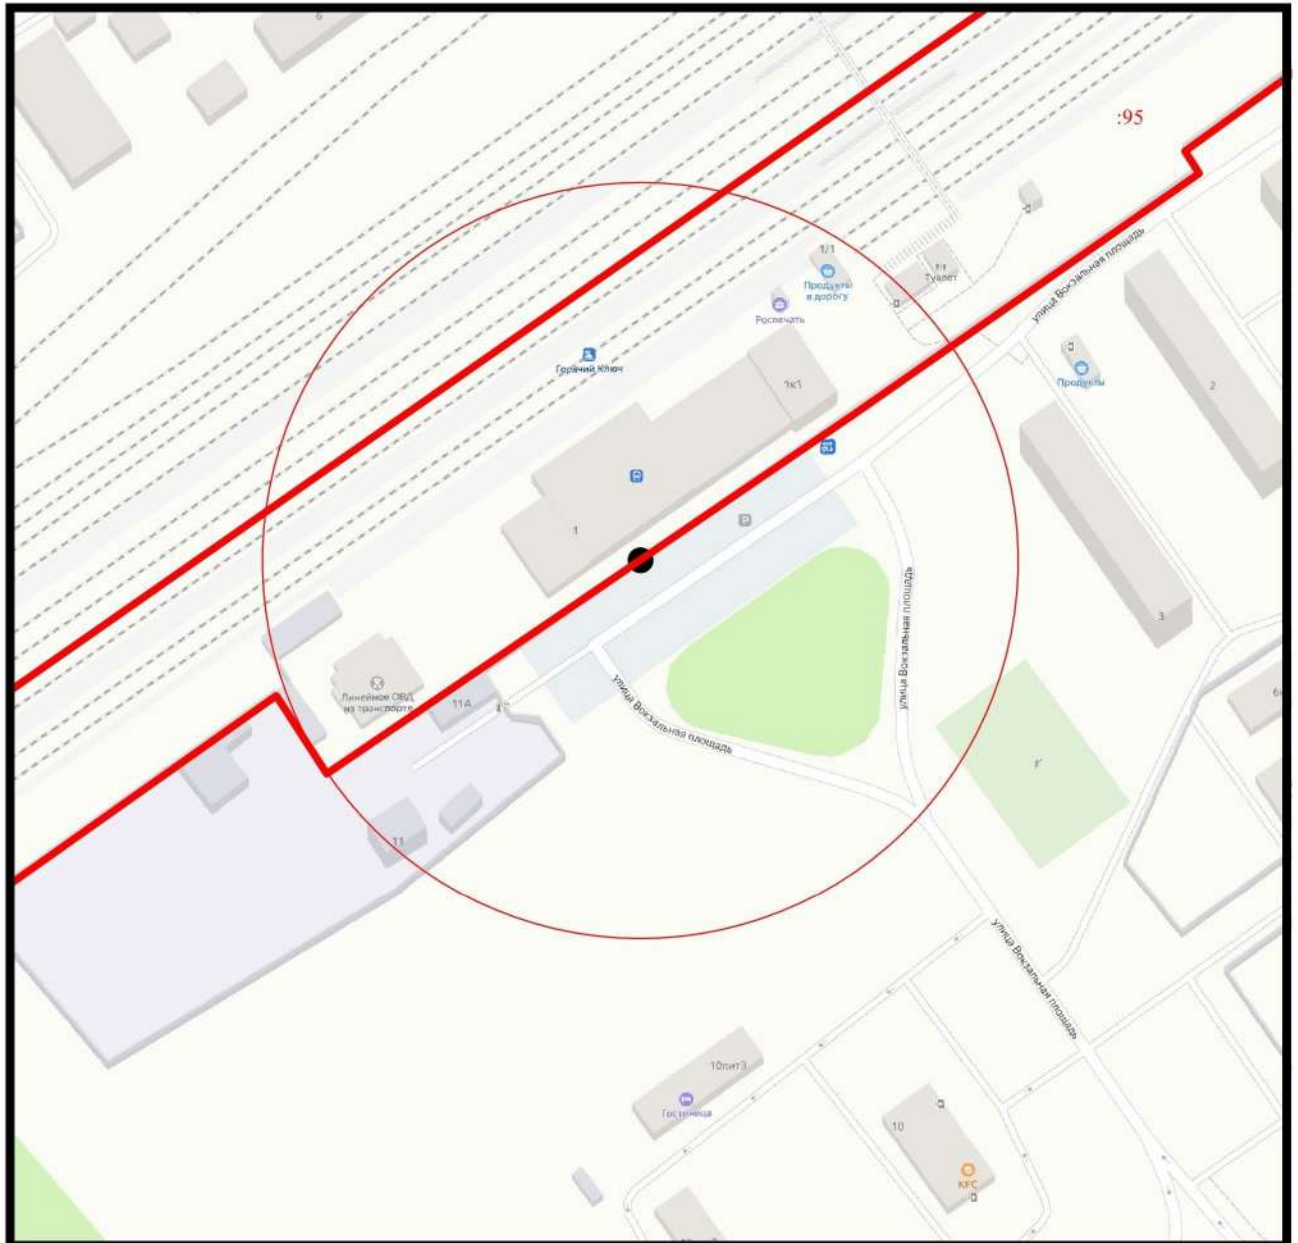 6
:95
1/1
Продукты
в дорогу
Туалет
Роспечать
улица Вокзальная площадь
Горячий Ключ
1к1
Продукты
2
1
улица Вокзальная площадь
3
Линейное ОВД
на транспорте
11А
улица Вокзальная площадь
11
улица Вокзальная площадь
10лит3
Гостиница
10
KFC